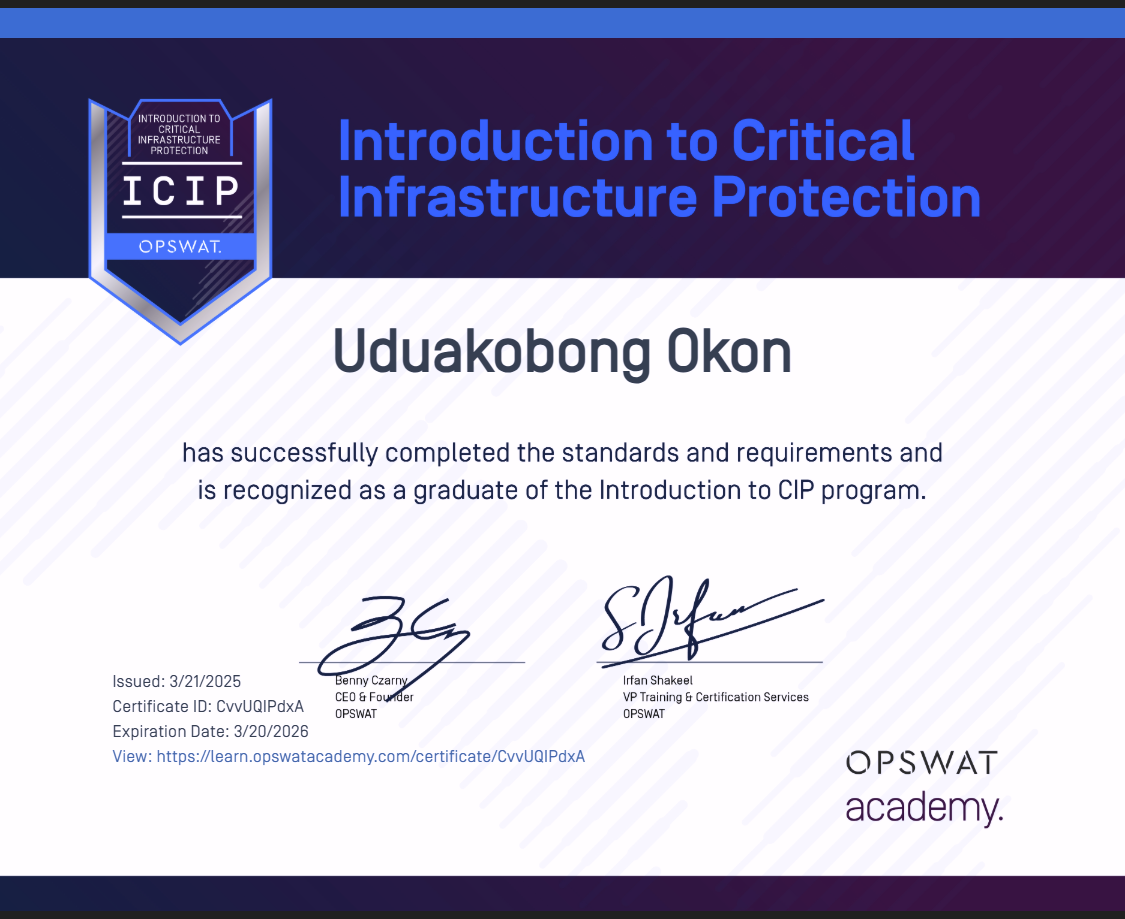 INTRODUCTION TO
CRITICAL
INFRASTRUCTURE
PROTECTION
ICIP
OPSWAT.
Introduction to Critical
Infrastructure Protection
Uduakobong Okon
has successfully completed the standards and requirements and
is recognized as a graduate of the Introduction to CIP program.
Benny Czarny
CEO & Founder
OPSWAT
Irfan Shakeel
VP Training & Certification Services
OPSWAT
Issued: 3/21/2025
Certificate ID: CvvUQIPdxA
Expiration Date: 3/20/2026
View: https://learn.opswatacademy.com/certificate/CvvUQIPdxA
OPSWAT
academy.